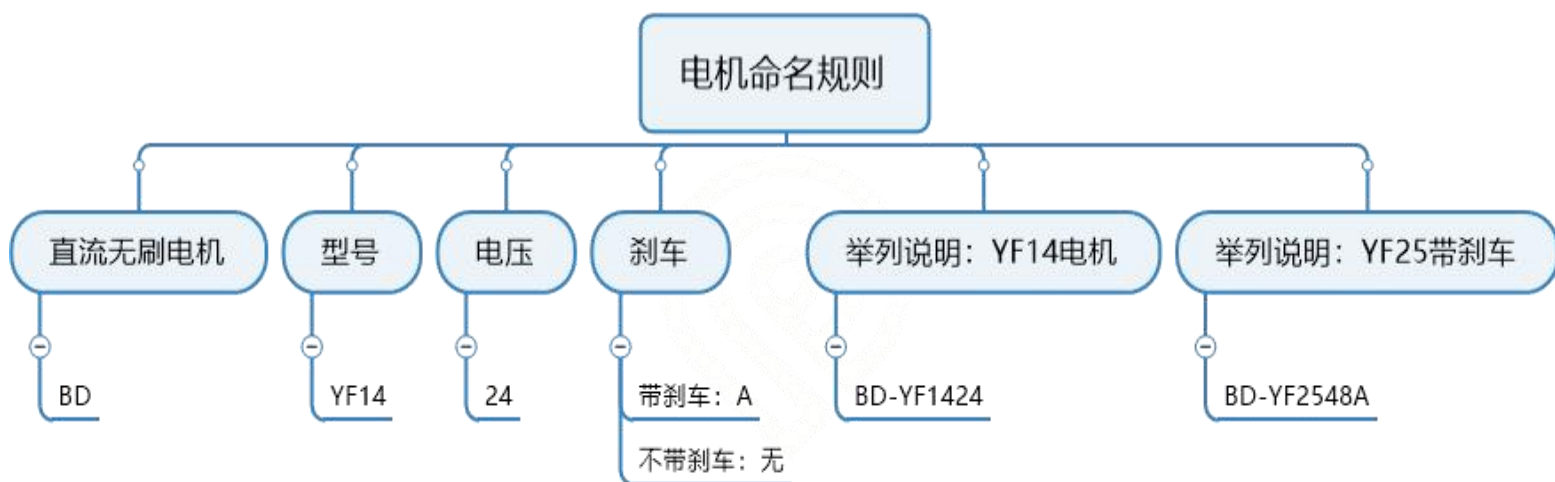 电机命名规则
直流无刷电机
型号
电压
刹车
举列说明：YF14电机
举列说明：YF25带刹车
BD
YF14
24
带刹车：A
BD-YF1424
BD-YF2548A
不带刹车：无